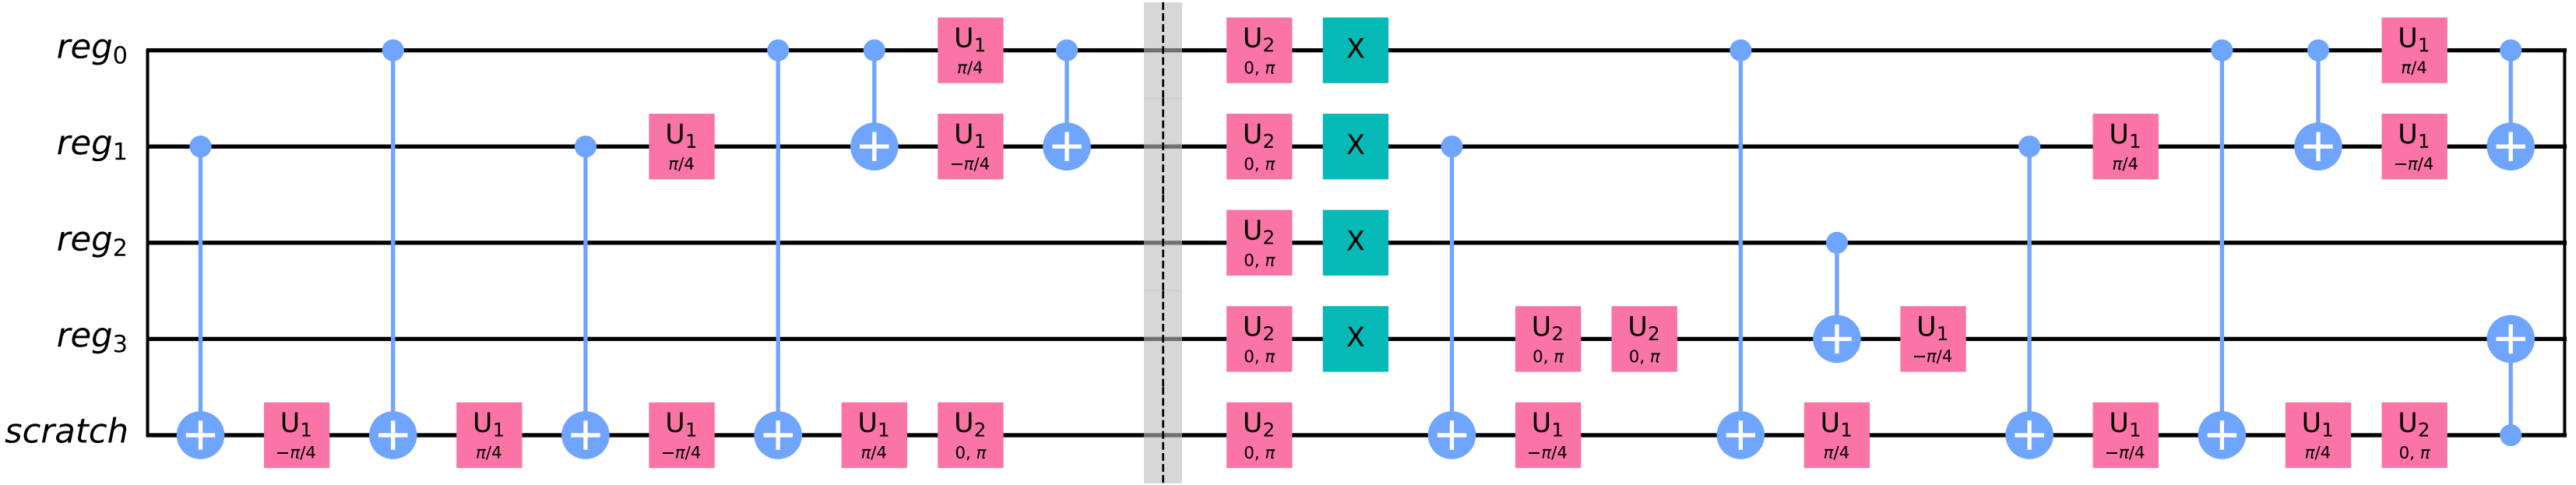 reg0 U1 π/4 U2 0, π X U1 π/4
reg1 U1 π/4 U1 −π/4 U2 0, π X U1 π/4 U1 −π/4
reg2 U2 0, π X
reg3 U2 0, π X U2 0, π U2 0, π U1 −π/4
scratch U1 −π/4 U1 π/4 U1 −π/4 U1 π/4 U2 0, π U2 0, π U1 −π/4 U1 π/4 U1 −π/4 U1 π/4 U2 0, π